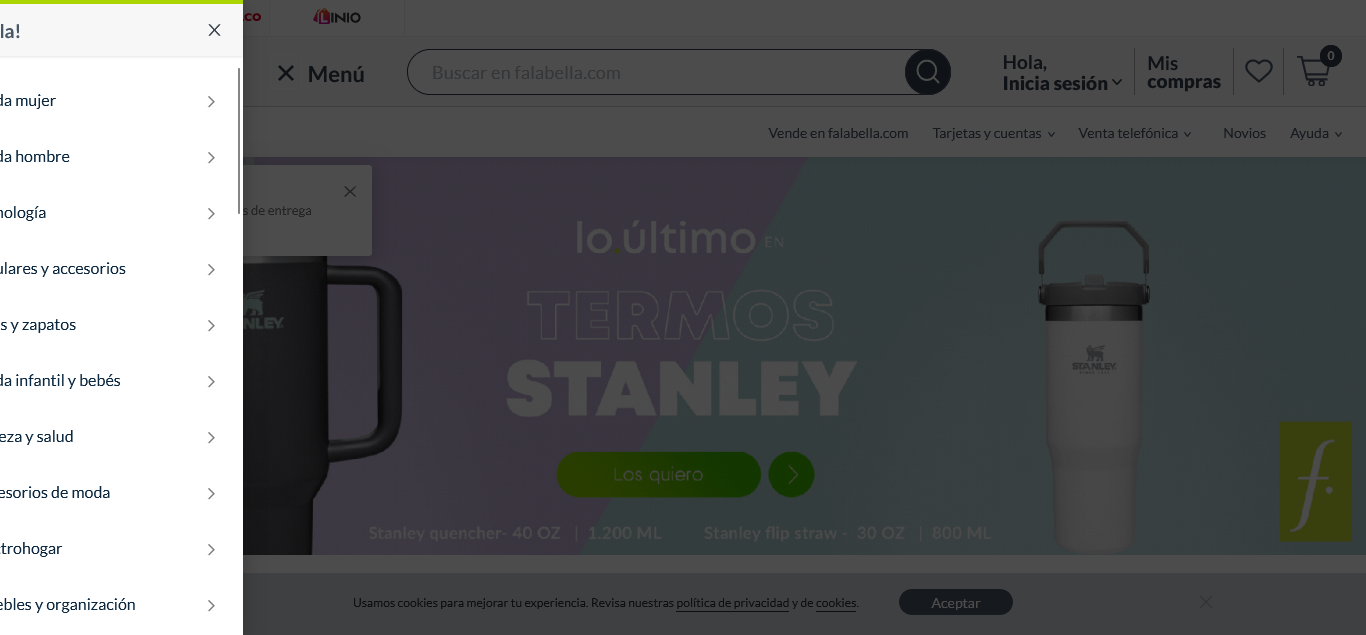 .co LINIO
la!
Menú
Buscar en falabella.com
Hola,
Inicia sesión
Mis
compras
0
Vende en falabella.com Tarjetas y cuentas Venta telefónica Novios Ayuda
da mujer
da hombre
nología
ulares y accesorios
s y zapatos
da infantil y bebés
eza y salud
esorios de moda
ctrohogar
ebles y organización
s de entrega
lo último EN
TERMOS
STANLEY
Los quiero
Stanley quencher- 40 OZ | 1.200 ML Stanley flip straw - 30 OZ | 800 ML
NLEY
STANLEY
f.
Usamos cookies para mejorar tu experiencia. Revisa nuestras política de privacidad y de cookies.
Aceptar